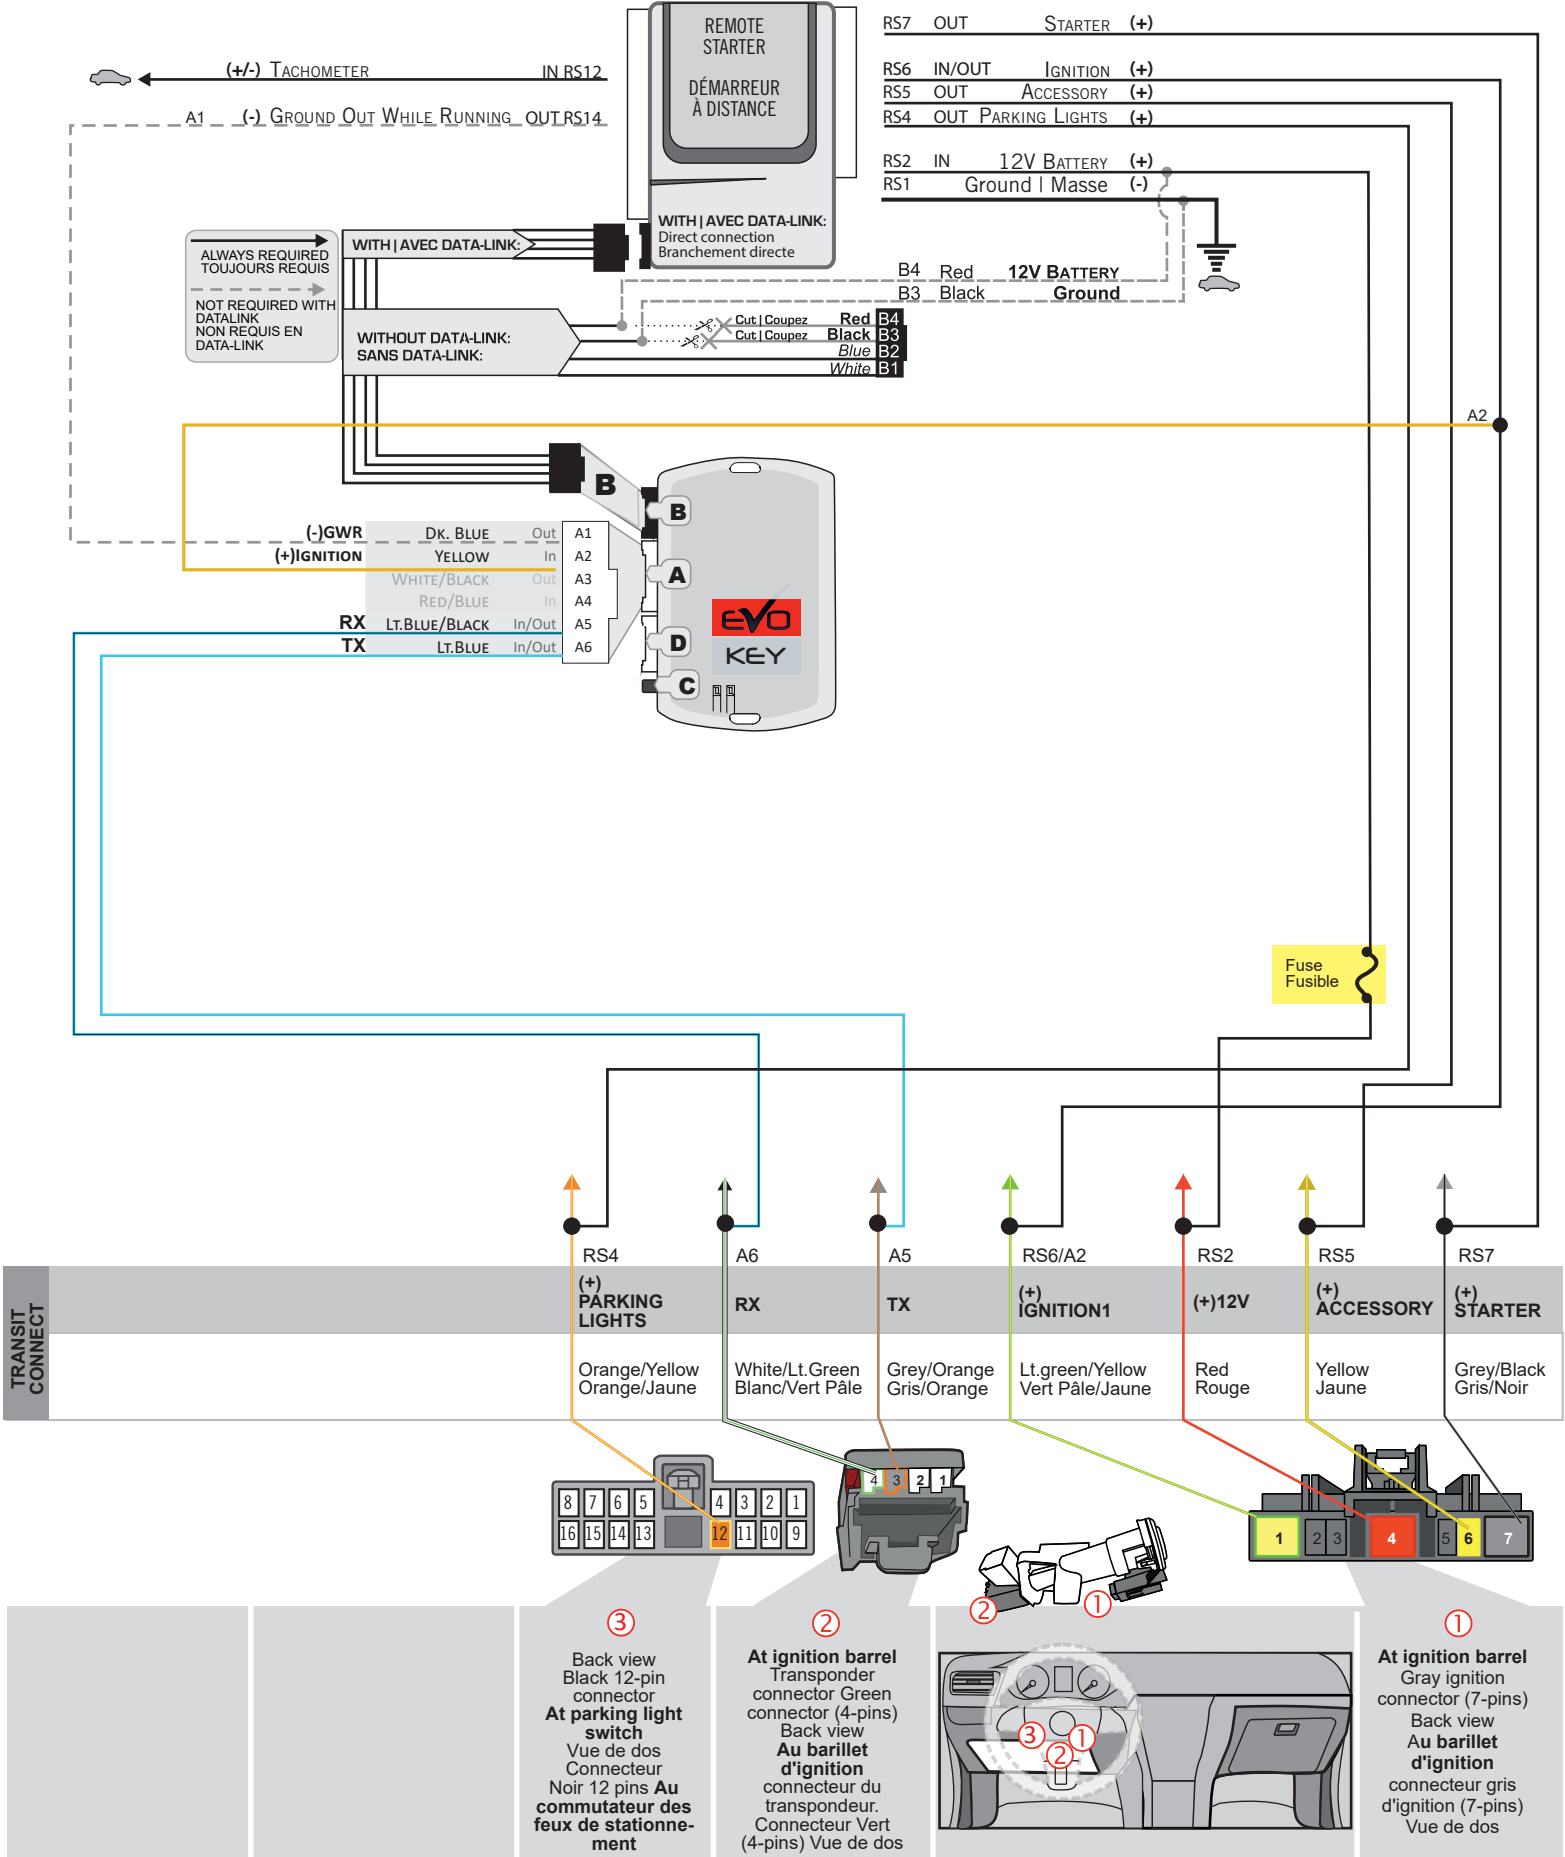 REMOTE
STARTER
DÉMARREUR
À DISTANCE
(+/-) TACHOMETER IN RS12
A1 (-) GROUND OUT WHILE RUNNING OUT RS14
RS7 OUT STARTER (+)
RS6 IN/OUT IGNITION (+)
RS5 OUT ACCESSORY (+)
RS4 OUT PARKING LIGHTS (+)
RS2 IN 12V BATTERY (+)
RS1 Ground | Masse (-)
WITH | AVEC DATA-LINK:
Direct connection
Branchement directe
ALWAYS REQUIRED
TOUJOURS REQUIS
NOT REQUIRED WITH
DATALINK
NON REQUIS EN
DATA-LINK
WITH | AVEC DATA-LINK:
B4 Red 12V BATTERY
B3 Black Ground
WITHOUT DATA-LINK:
SANS DATA-LINK:
Cut | Coupez Red B4
Cut | Coupez Black B3
Blue B2
White B1
A2
B
B
A
D
C
EVO
KEY
(-)GWR DK. BLUE Out A1
(+)IGNITION YELLOW In A2
WHITE/BLACK Out A3
RED/BLUE In A4
RX LT.BLUE/BLACK In/Out A5
TX LT.BLUE In/Out A6
Fuse
Fusible
RS4 A6 A5 RS6/A2 RS2 RS5 RS7
TRANSIT
CONNECT
(+)
PARKING
LIGHTS
RX
TX
(+)
IGNITION1
(+)12V
(+)
ACCESSORY
(+)
STARTER
Orange/Yellow
Orange/Jaune
White/Lt.Green
Blanc/Vert Pâle
Grey/Orange
Gris/Orange
Lt.green/Yellow
Vert Pâle/Jaune
Red
Rouge
Yellow
Jaune
Grey/Black
Gris/Noir
8 7 6 5 4 3 2 1
16 15 14 13 12 11 10 9
4 3 2 1
1 2 3 4 5 6 7
2
1
3
Back view
Black 12-pin
connector
At parking light
switch
Vue de dos
Connecteur
Noir 12 pins Au
commutateur des
feux de stationne-
ment
2
At ignition barrel
Transponder
connector Green
connector (4-pins)
Back view
Au barillet
d'ignition
connecteur du
transpondeur.
Connecteur Vert
(4-pins) Vue de dos
3
1
2
1
At ignition barrel
Gray ignition
connector (7-pins)
Back view
Au barillet
d'ignition
connecteur gris
d'ignition (7-pins)
Vue de dos